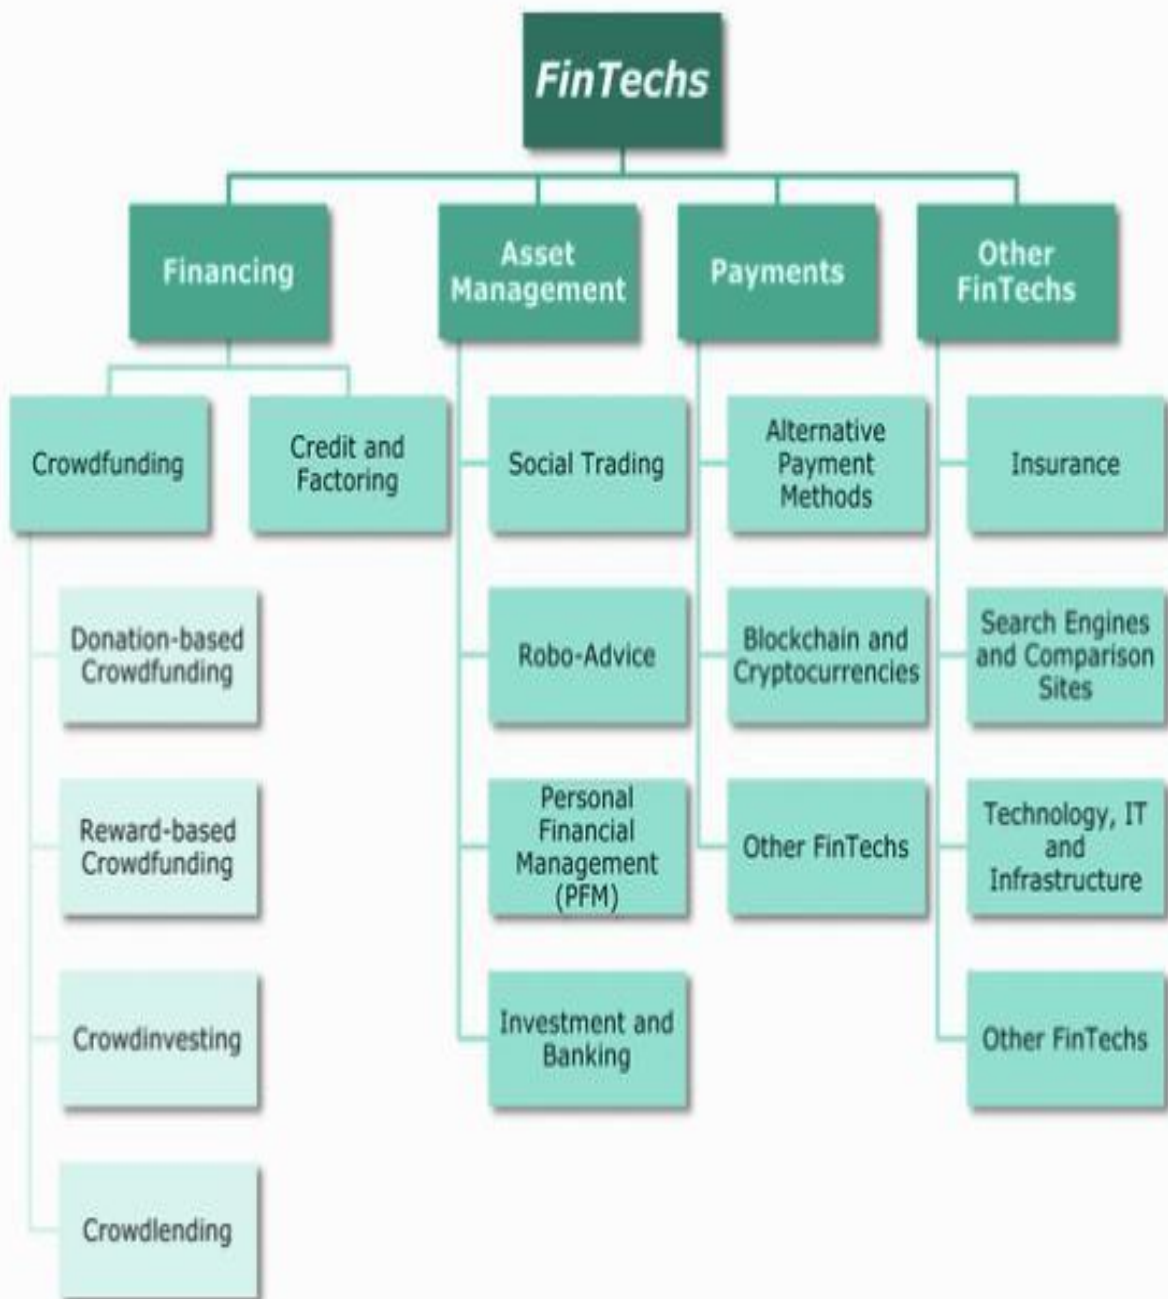 FinTechs
Financing
Asset
Management
Payments
Other
FinTechs
Crowdfunding
Credit and
Factoring
Social Trading
Alternative
Payment
Methods
Insurance
Donation-based
Crowdfunding
Robo-Advice
Blockchain and
Cryptocurrencies
Search Engines
and Comparison
Sites
Reward-based
Crowdfunding
Personal
Financial
Management
(PFM)
Other FinTechs
Technology, IT
and
Infrastructure
Crowdinvesting
Investment and
Banking
Other FinTechs
Crowdlending